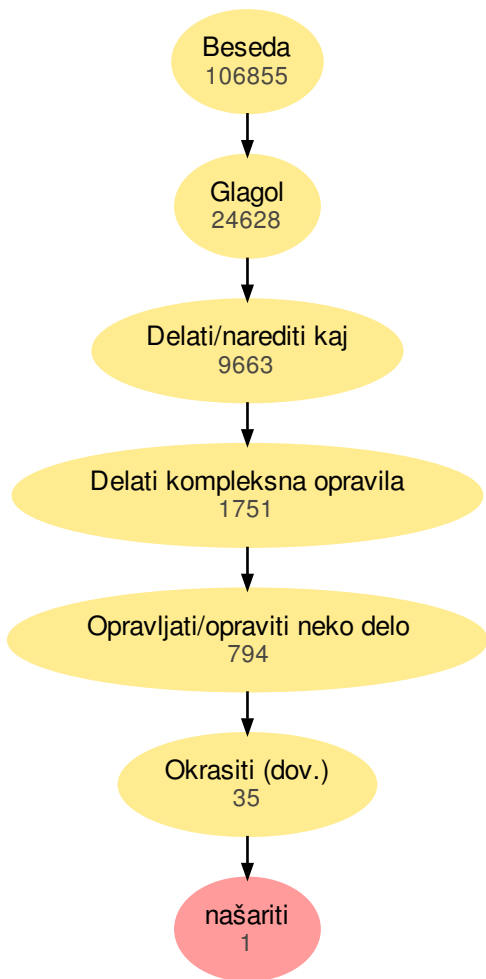 Beseda
106855
Glagol
24628
Delati/narediti kaj
9663
Delati kompleksna opravila
1751
Opravljati/opraviti neko delo
794
Okrasiti (dov.)
35
našariti
1